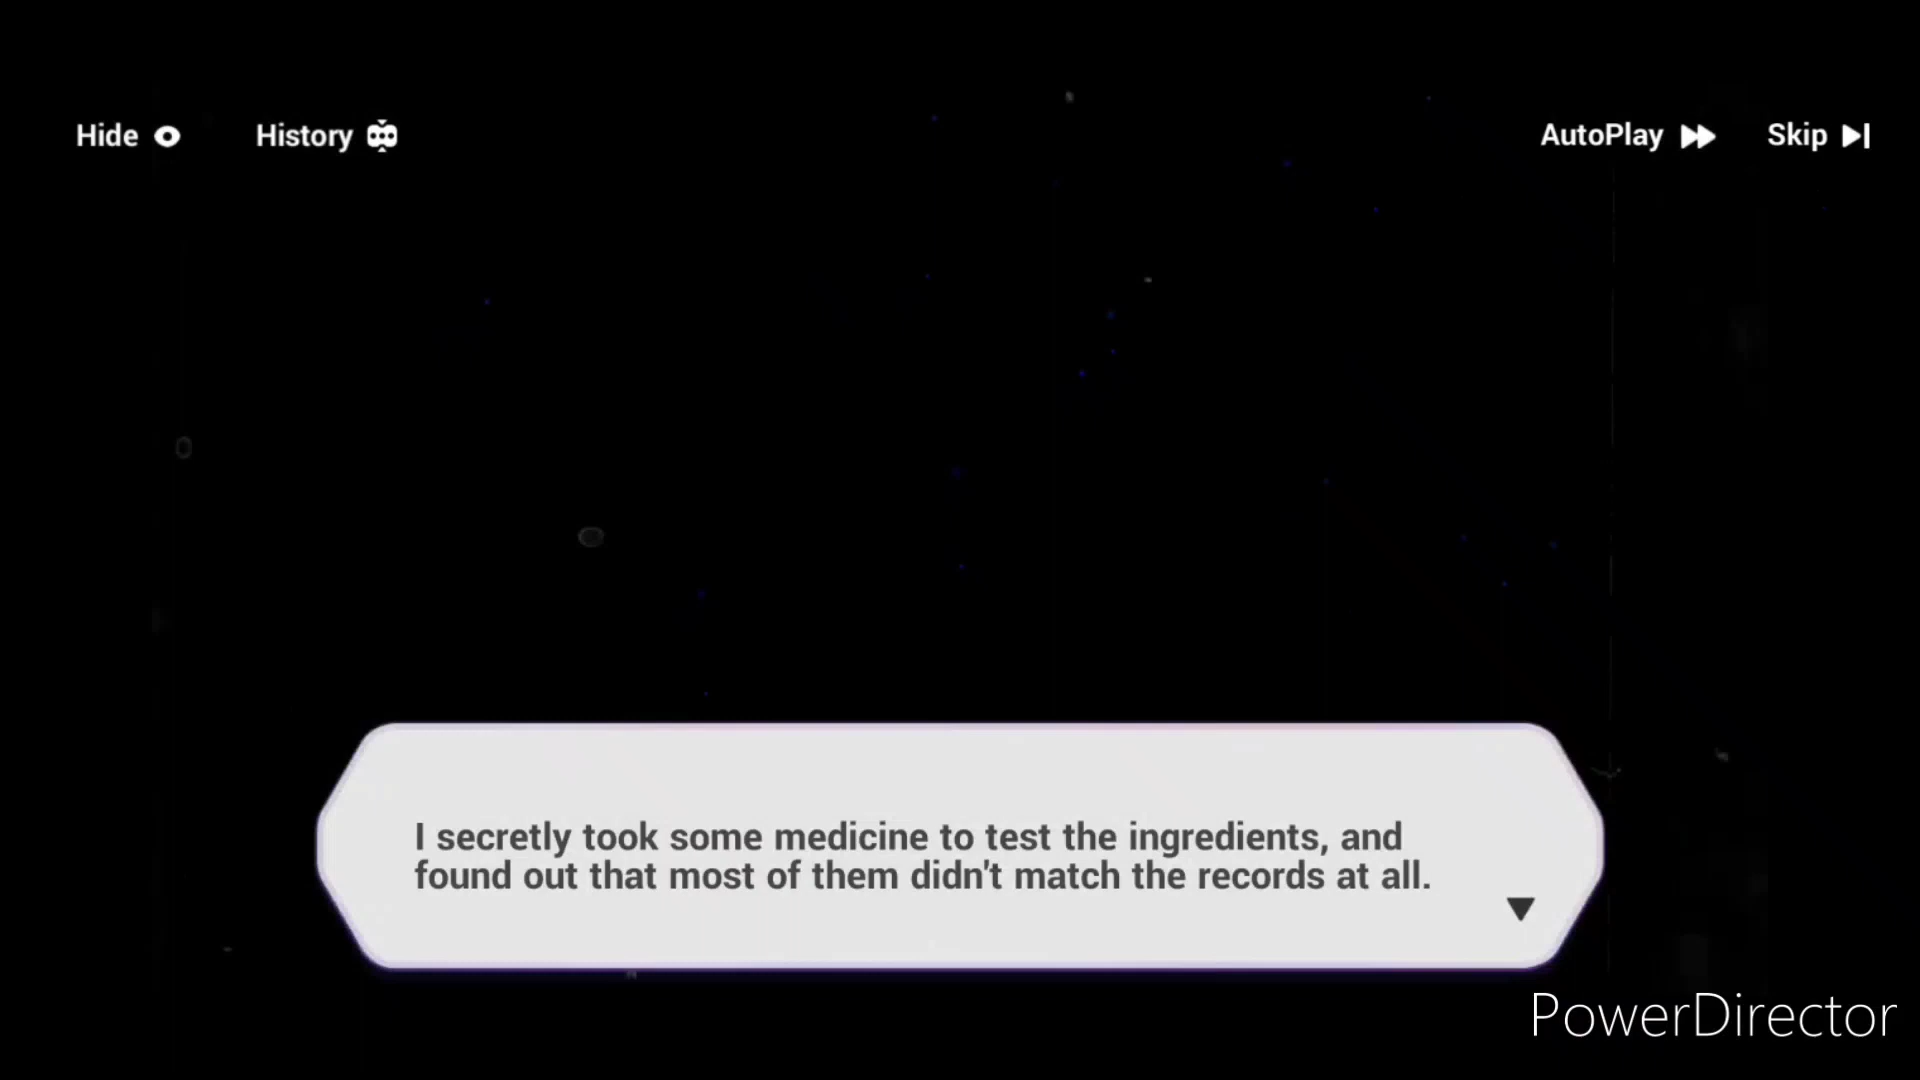 Hide
History
AutoPlay
Skip
I secretly took some medicine to test the ingredients, and
found out that most of them didn't match the records at all.
PowerDirector